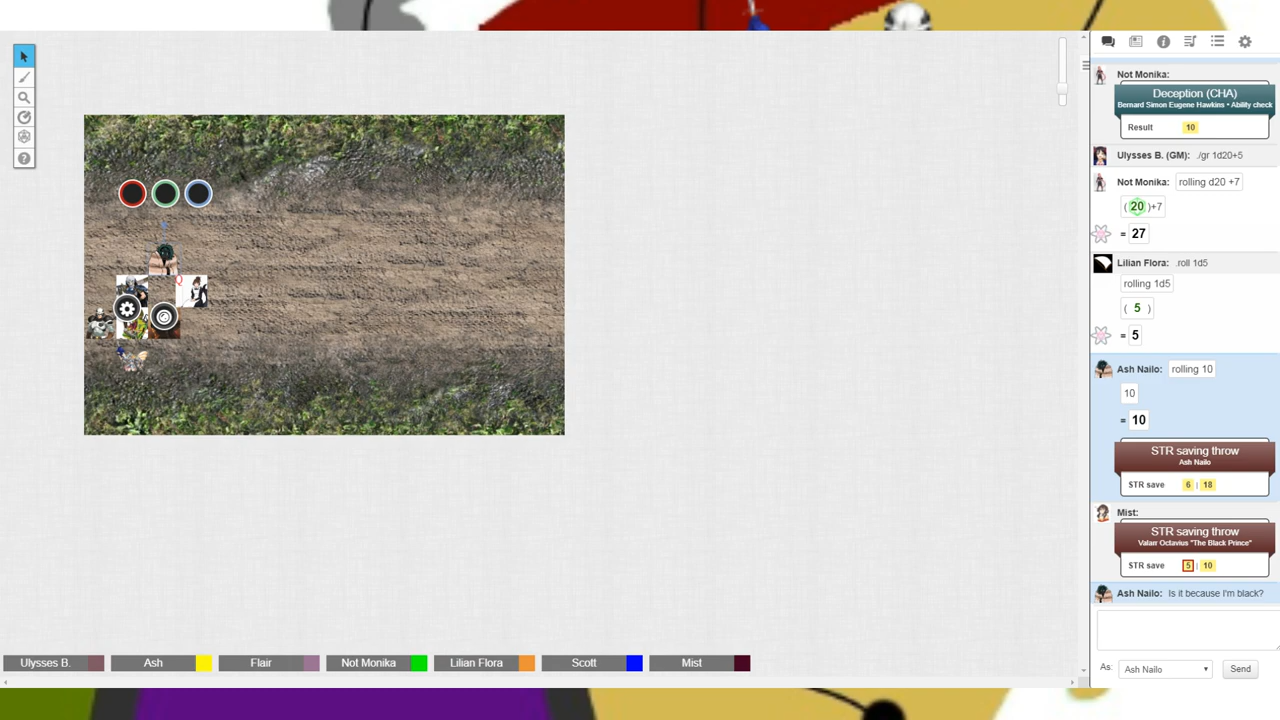 Not Monika:
Deception (CHA)
Bernard Simon Eugene Hawkins • Ability check
Result 10
Ulysses B. (GM): ./gr 1d20+5
Not Monika: rolling d20 +7
(20)+7
= 27
Lilian Flora: .roll 1d5
rolling 1d5
( 5 )
= 5
Ash Nailo: rolling 10
10
= 10
STR saving throw
Ash Nailo
STR save 6 | 18
Mist:
STR saving throw
Valarr Octavius "The Black Prince"
STR save 5 | 10
Ash Nailo: Is it because I'm black?
As: Ash Nailo Send
Q
Ulysses B. Ash Flair Not Monika Lilian Flora Scott Mist